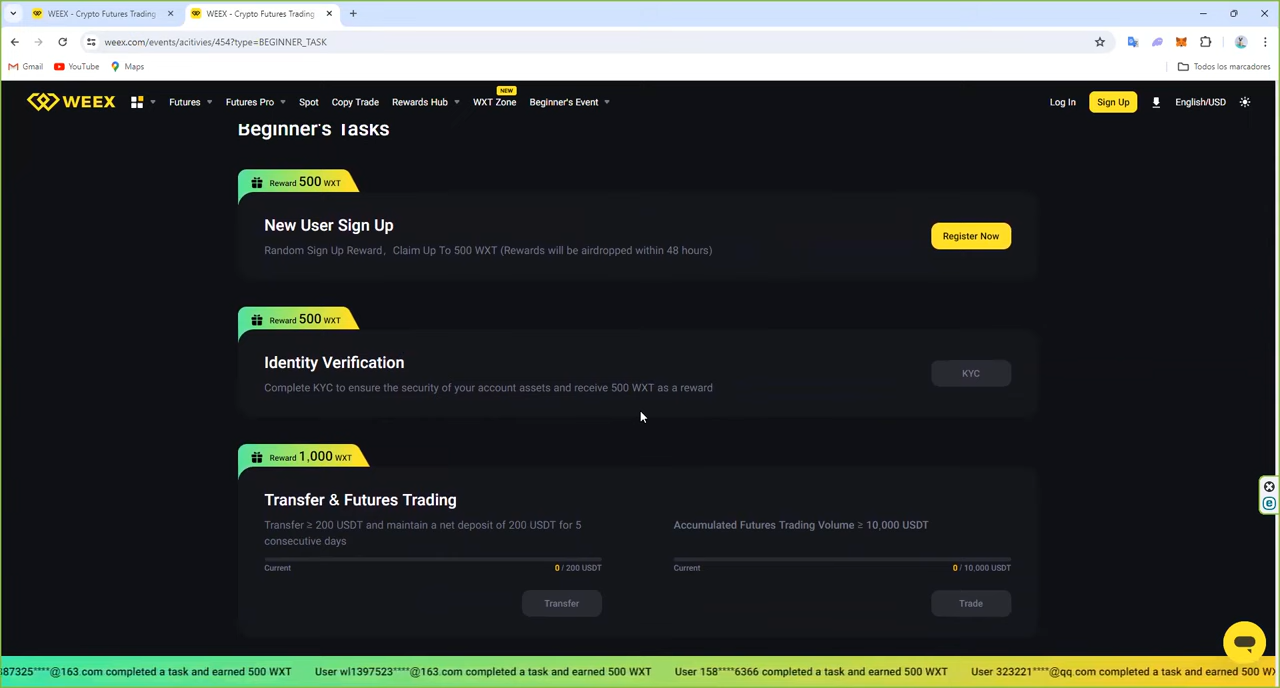 WEEX - Crypto Futures Trading
WEEX - Crypto Futures Trading
weex.com/events/acitivies/454?type=BEGINNER_TASK
Gmail
YouTube
Maps
Todos los marcadores
WEEX
Futures
Futures Pro
Spot
Copy Trade
Rewards Hub
NEW
WXT Zone
Beginner's Event
Log In
Sign Up
English/USD
Beginner's Tasks
Reward 500 WXT
New User Sign Up
Random Sign Up Reward, Claim Up To 500 WXT (Rewards will be airdropped within 48 hours)
Register Now
Reward 500 WXT
Identity Verification
Complete KYC to ensure the security of your account assets and receive 500 WXT as a reward
KYC
Reward 1,000 WXT
Transfer & Futures Trading
Transfer ≥ 200 USDT and maintain a net deposit of 200 USDT for 5
consecutive days
Current
0 / 200 USDT
Transfer
Accumulated Futures Trading Volume ≥ 10,000 USDT
Current
0 / 10,000 USDT
Trade
87325****@163.com completed a task and earned 500 WXT User wl1397523****@163.com completed a task and earned 500 WXT User 158****6366 completed a task and earned 500 WXT User 323221****@qq.com completed a task and earned 500